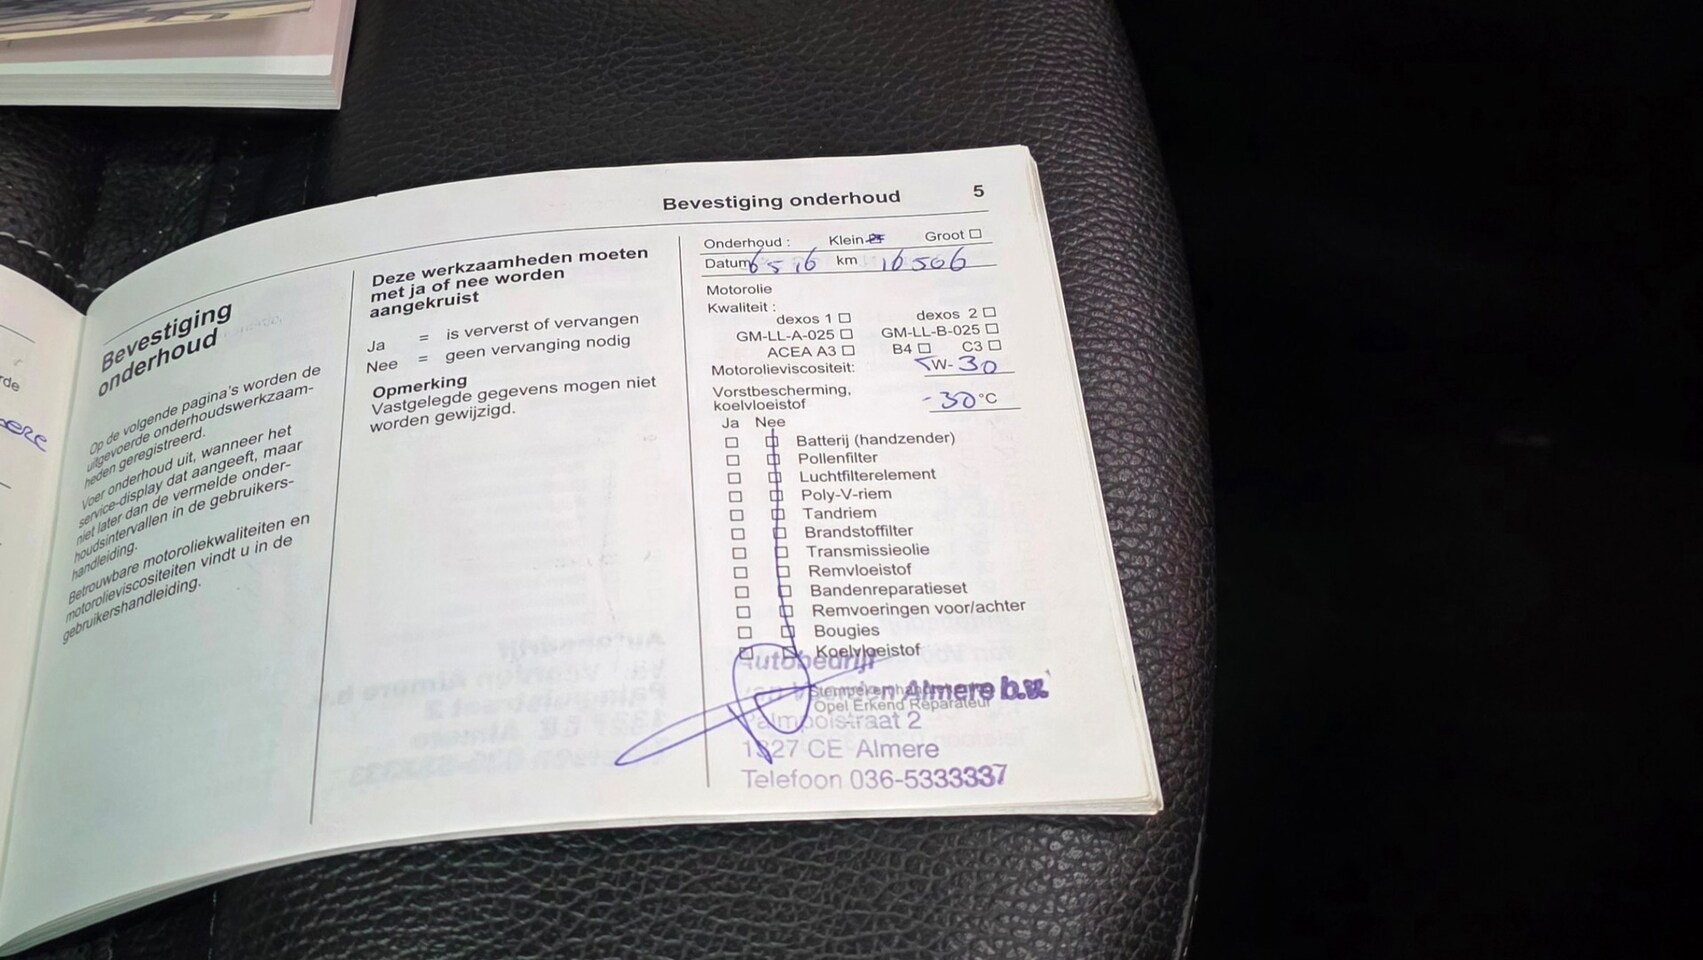 rde
Bevestiging onderhoud 5
Bevestiging
onderhoud
Op de volgende pagina's worden de
uitgevoerde onderhoudswerkzaam-
heden geregistreerd.
Voer onderhoud uit, wanneer het
service-display dat aangeeft, maar
niet later dan de vermelde onder-
houdsintervallen in de gebruikers-
handleiding.
Betrouwbare motoroliekwaliteiten en
motorolieviscositeiten vindt u in de
gebruikershandleiding.
Deze werkzaamheden moeten
met ja of nee worden
aangekruist
Ja = is ververst of vervangen
Nee = geen vervanging nodig
Opmerking
Vastgelegde gegevens mogen niet
worden gewijzigd.
Onderhoud : Klein Groot
Datum 6 5 16 km 16 506
Motorolie
Kwaliteit :
dexos 1 dexos 2
GM-LL-A-025 GM-LL-B-025
ACEA A3 B4 C3
Motorolieviscositeit: 5W-30
Vorstbescherming,
koelvloeistof -30°C
Ja Nee
Batterij (handzender)
Pollenfilter
Luchtfilterelement
Poly-V-riem
Tandriem
Brandstoffilter
Transmissieolie
Remvloeistof
Bandenreparatieset
Remvoeringen voor/achter
Bougies
Koelvloeistof
Autobedrijf
Almere b.v.
Opel Erkend Reparateur
Palmpolstraat 2
1327 CE Almere
Telefoon 036-5333337